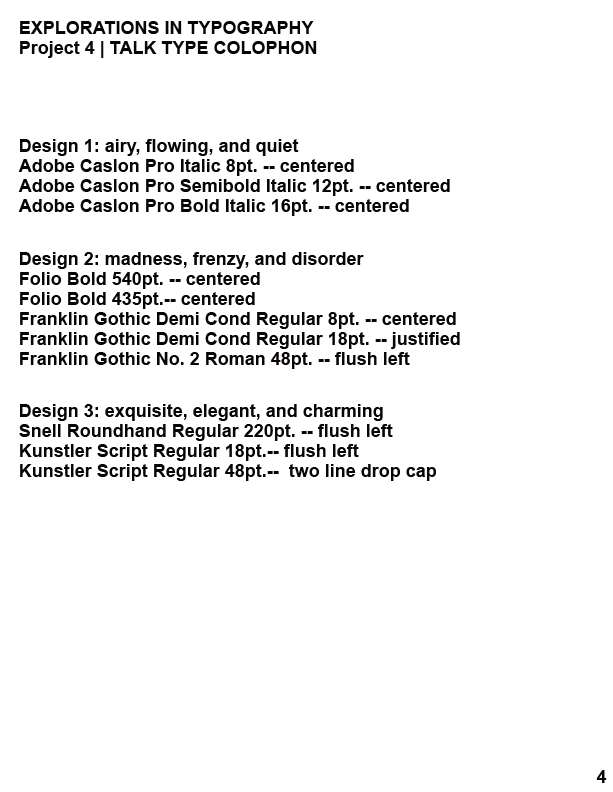 EXPLORATIONS IN TYPOGRAPHY
Project 4 | TALK TYPE COLOPHON
Design 1: airy, flowing, and quiet
Adobe Caslon Pro Italic 8pt. -- centered
Adobe Caslon Pro Semibold Italic 12pt. -- centered
Adobe Caslon Pro Bold Italic 16pt. -- centered
Design 2: madness, frenzy, and disorder
Folio Bold 540pt. -- centered
Folio Bold 435pt.-- centered
Franklin Gothic Demi Cond Regular 8pt. -- centered
Franklin Gothic Demi Cond Regular 18pt. -- justified
Franklin Gothic No. 2 Roman 48pt. -- flush left
Design 3: exquisite, elegant, and charming
Snell Roundhand Regular 220pt. -- flush left
Kunstler Script Regular 18pt.-- flush left
Kunstler Script Regular 48pt.--  two line drop cap
4